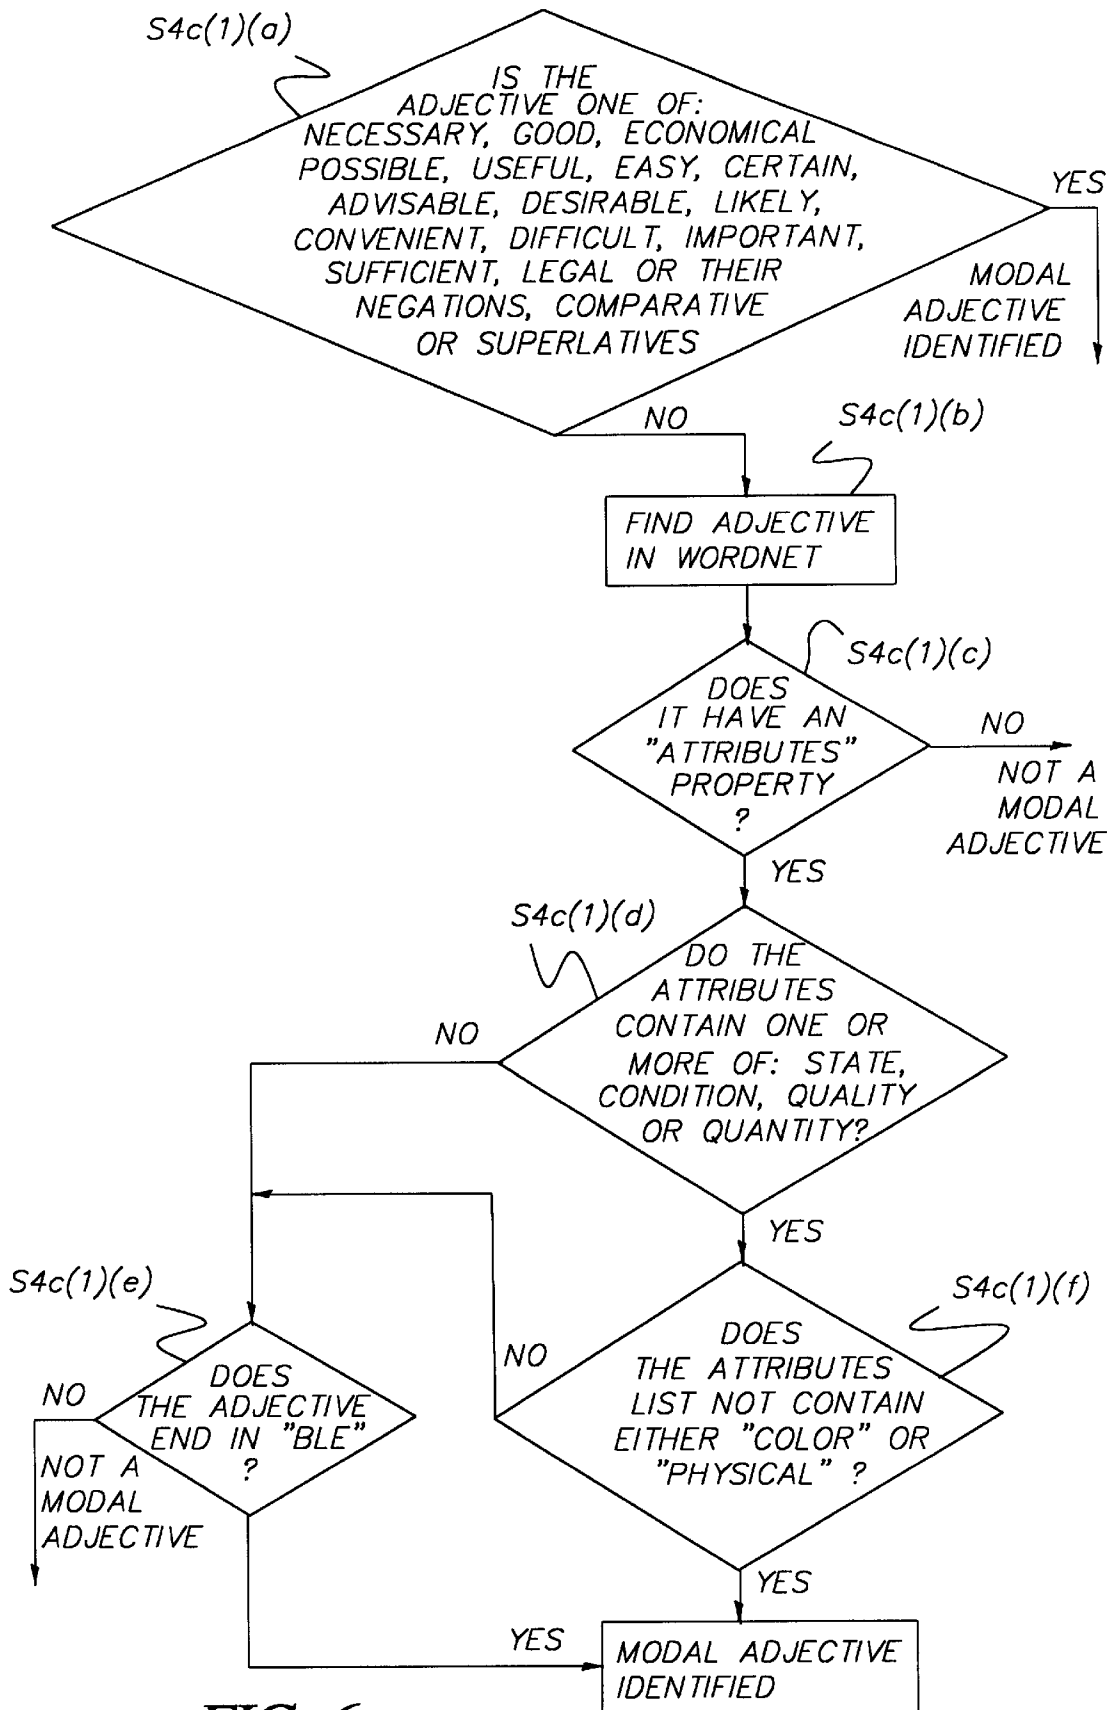 S4c(1)(a)
IS THE
ADJECTIVE ONE OF:
NECESSARY, GOOD, ECONOMICAL
POSSIBLE, USEFUL, EASY, CERTAIN,
ADVISABLE, DESIRABLE, LIKELY,
CONVENIENT, DIFFICULT, IMPORTANT,
SUFFICIENT, LEGAL OR THEIR
NEGATIONS, COMPARATIVE
OR SUPERLATIVES
YES
MODAL
ADJECTIVE
IDENTIFIED
NO
S4c(1)(b)
FIND ADJECTIVE
IN WORDNET
S4c(1)(c)
DOES
IT HAVE AN
"ATTRIBUTES"
PROPERTY
?
NO
NOT A
MODAL
ADJECTIVE
YES
S4c(1)(d)
DO THE
ATTRIBUTES
CONTAIN ONE OR
MORE OF: STATE,
CONDITION, QUALITY
OR QUANTITY?
NO
YES
S4c(1)(e)
DOES
THE ADJECTIVE
END IN "BLE"
?
NO
NOT A
MODAL
ADJECTIVE
S4c(1)(f)
DOES
THE ATTRIBUTES
LIST NOT CONTAIN
EITHER "COLOR" OR
"PHYSICAL" ?
NO
YES
YES
MODAL ADJECTIVE
IDENTIFIED
FIG. 6